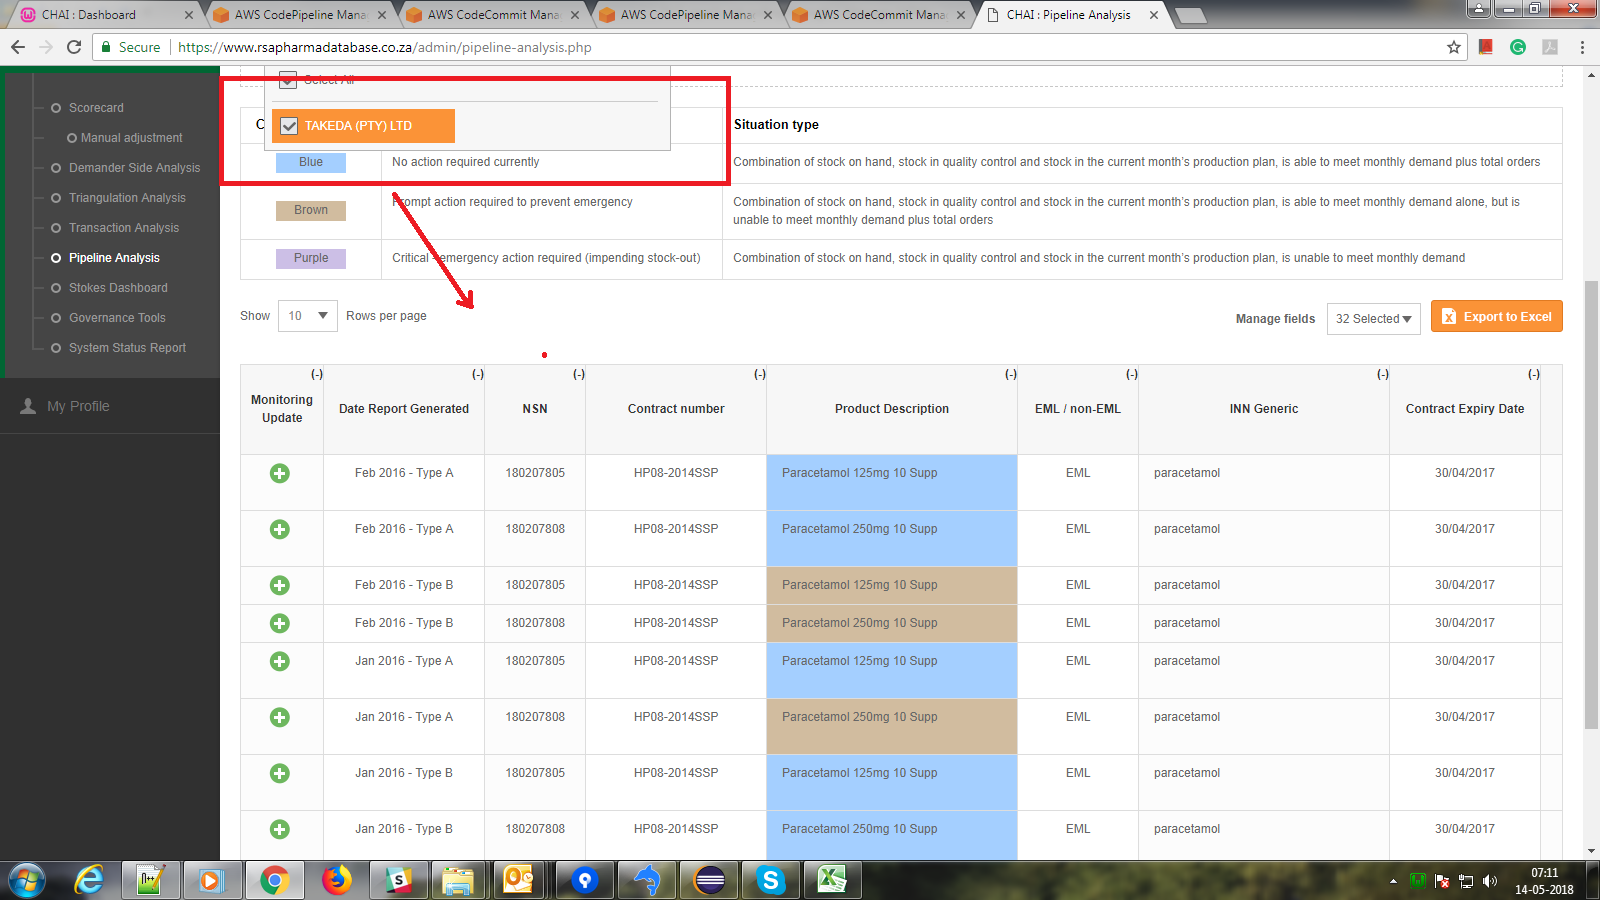 CHAI : Dashboard
AWS CodePipeline Mana
AWS CodeCommit Mana
AWS CodePipeline Mana
AWS CodeCommit Mana
CHAI : Pipeline Analysis
Secure
https://www.rsapharmadatabase.co.za/admin/pipeline-analysis.php
Scorecard
Manual adjustment
Demander Side Analysis
Triangulation Analysis
Transaction Analysis
Pipeline Analysis
Stokes Dashboard
Governance Tools
System Status Report
My Profile
Select All
TAKEDA (PTY) LTD
C
Situation type
Blue
No action required currently
Combination of stock on hand, stock in quality control and stock in the current month's production plan, is able to meet monthly demand plus total orders
Brown
Prompt action required to prevent emergency
Combination of stock on hand, stock in quality control and stock in the current month's production plan, is able to meet monthly demand alone, but is
unable to meet monthly demand plus total orders
Purple
Critical - emergency action required (impending stock-out)
Combination of stock on hand, stock in quality control and stock in the current month's production plan, is unable to meet monthly demand
Show 10 Rows per page
Manage fields 32 Selected Export to Excel
(-) (-) (-) (-) (-) (-) (-) (-)
Monitoring
Update
Date Report Generated
NSN
Contract number
Product Description
EML / non-EML
INN Generic
Contract Expiry Date
Feb 2016 - Type A 180207805 HP08-2014SSP Paracetamol 125mg 10 Supp EML paracetamol 30/04/2017
Feb 2016 - Type A 180207808 HP08-2014SSP Paracetamol 250mg 10 Supp EML paracetamol 30/04/2017
Feb 2016 - Type B 180207805 HP08-2014SSP Paracetamol 125mg 10 Supp EML paracetamol 30/04/2017
Feb 2016 - Type B 180207808 HP08-2014SSP Paracetamol 250mg 10 Supp EML paracetamol 30/04/2017
Jan 2016 - Type A 180207805 HP08-2014SSP Paracetamol 125mg 10 Supp EML paracetamol 30/04/2017
Jan 2016 - Type A 180207808 HP08-2014SSP Paracetamol 250mg 10 Supp EML paracetamol 30/04/2017
Jan 2016 - Type B 180207805 HP08-2014SSP Paracetamol 125mg 10 Supp EML paracetamol 30/04/2017
Jan 2016 - Type B 180207808 HP08-2014SSP Paracetamol 250mg 10 Supp EML paracetamol 30/04/2017
07:11
14-05-2018